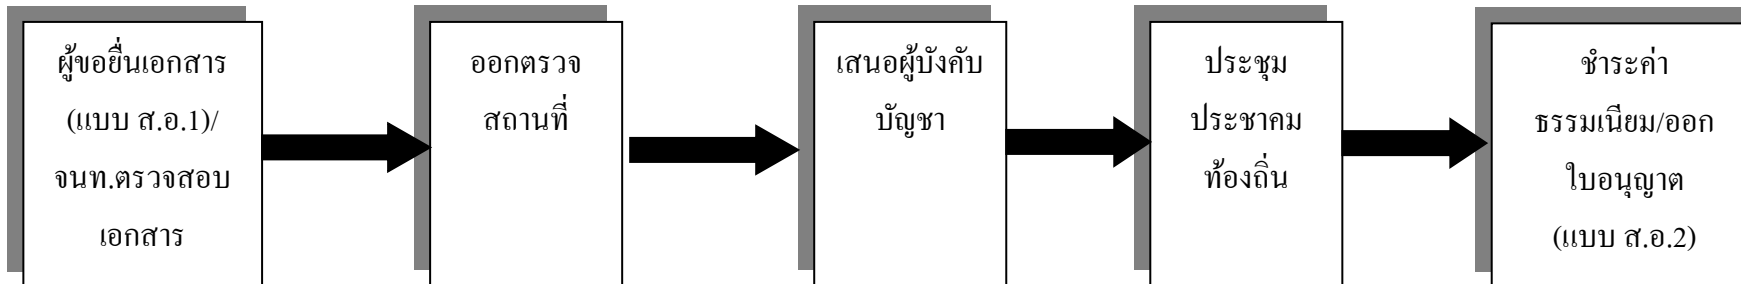 ผู้ขอยื่นเอกสาร
(แบบ ส.อ.1)/
จนท.ตรวจสอบ
เอกสาร
ออกตรวจ
สถานที่
เสนอผู้บังคับ
บัญชา
ประชุม
ประชาคม
ท้องถิ่น
ชำระค่า
ธรรมเนียม/ออก
ใบอนุญาต
(แบบ ส.อ.2)